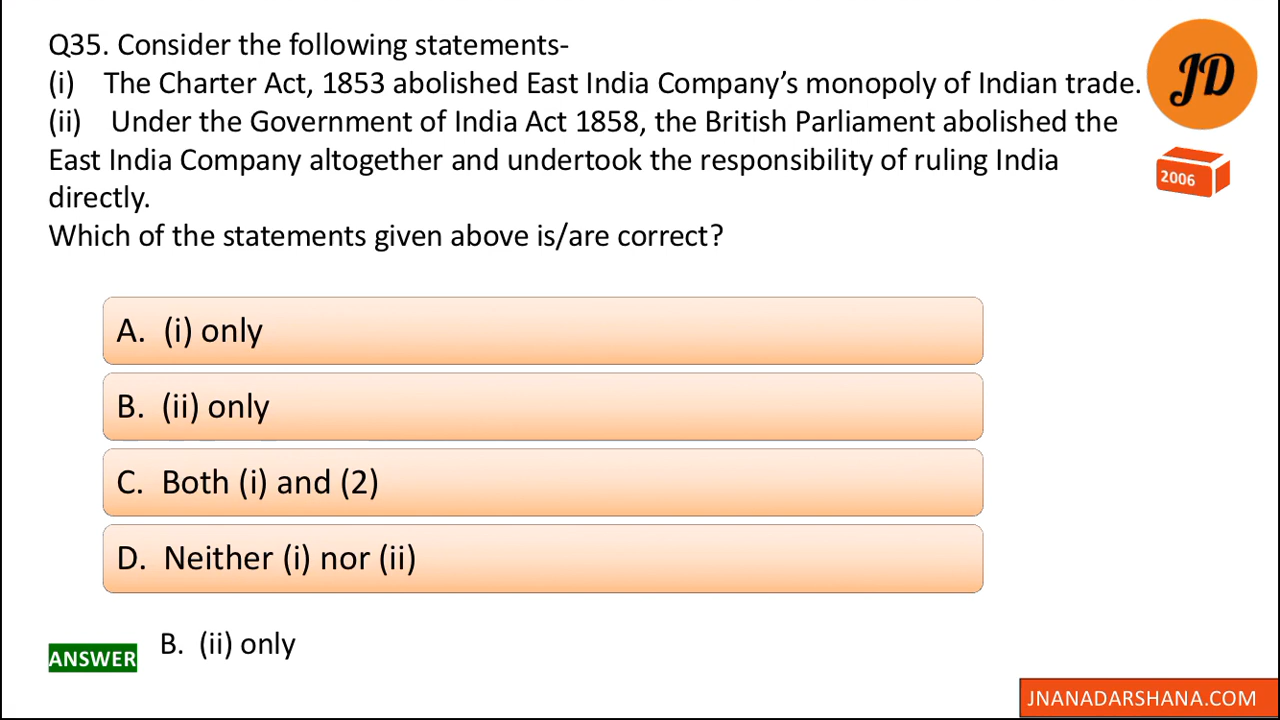 Q35. Consider the following statements-
(i) The Charter Act, 1853 abolished East India Company’s monopoly of Indian trade.
(ii) Under the Government of India Act 1858, the British Parliament abolished the
East India Company altogether and undertook the responsibility of ruling India
directly.
Which of the statements given above is/are correct?
JD
2006
A. (i) only
B. (ii) only
C. Both (i) and (2)
D. Neither (i) nor (ii)
ANSWER B. (ii) only
JNANADARSHANA.COM